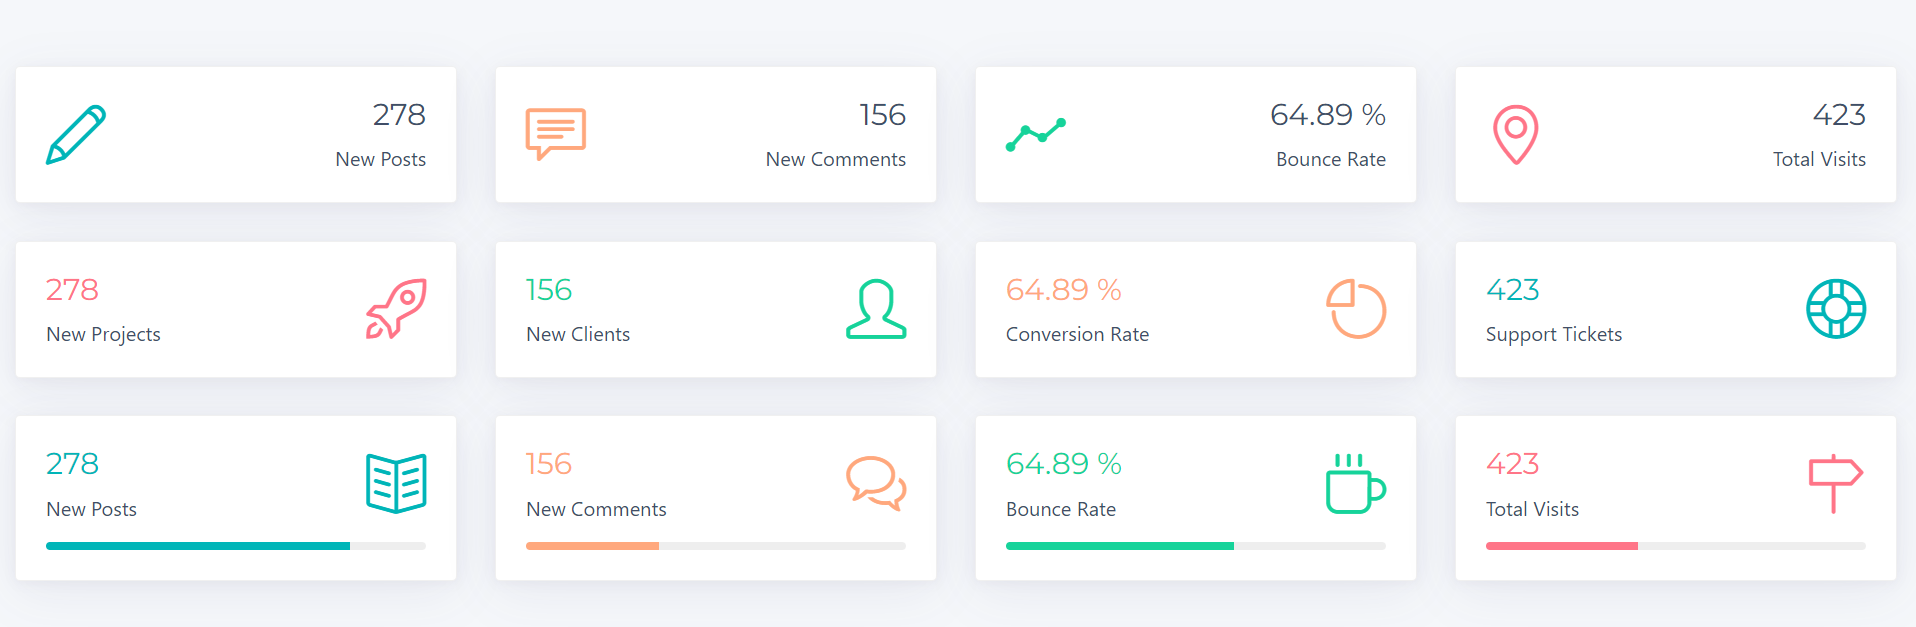 278
New Posts
156
New Comments
64.89 %
Bounce Rate
423
Total Visits
278
New Projects
156
New Clients
64.89 %
Conversion Rate
423
Support Tickets
278
New Posts
156
New Comments
64.89 %
Bounce Rate
423
Total Visits